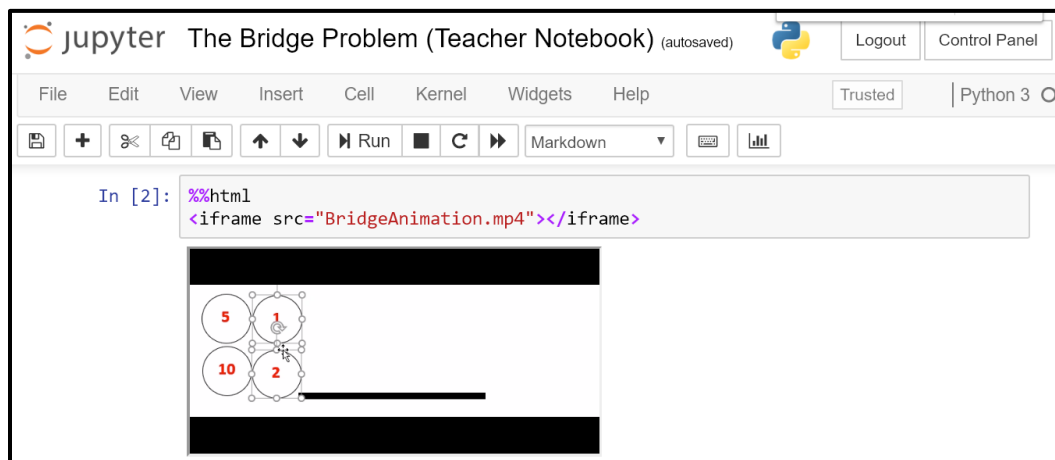 jupyter The Bridge Problem (Teacher Notebook) (autosaved) Logout Control Panel
File Edit View Insert Cell Kernel Widgets Help Trusted Python 3
Run Markdown
In [2]: %%html
<iframe src="BridgeAnimation.mp4"></iframe>
5 1
10 2